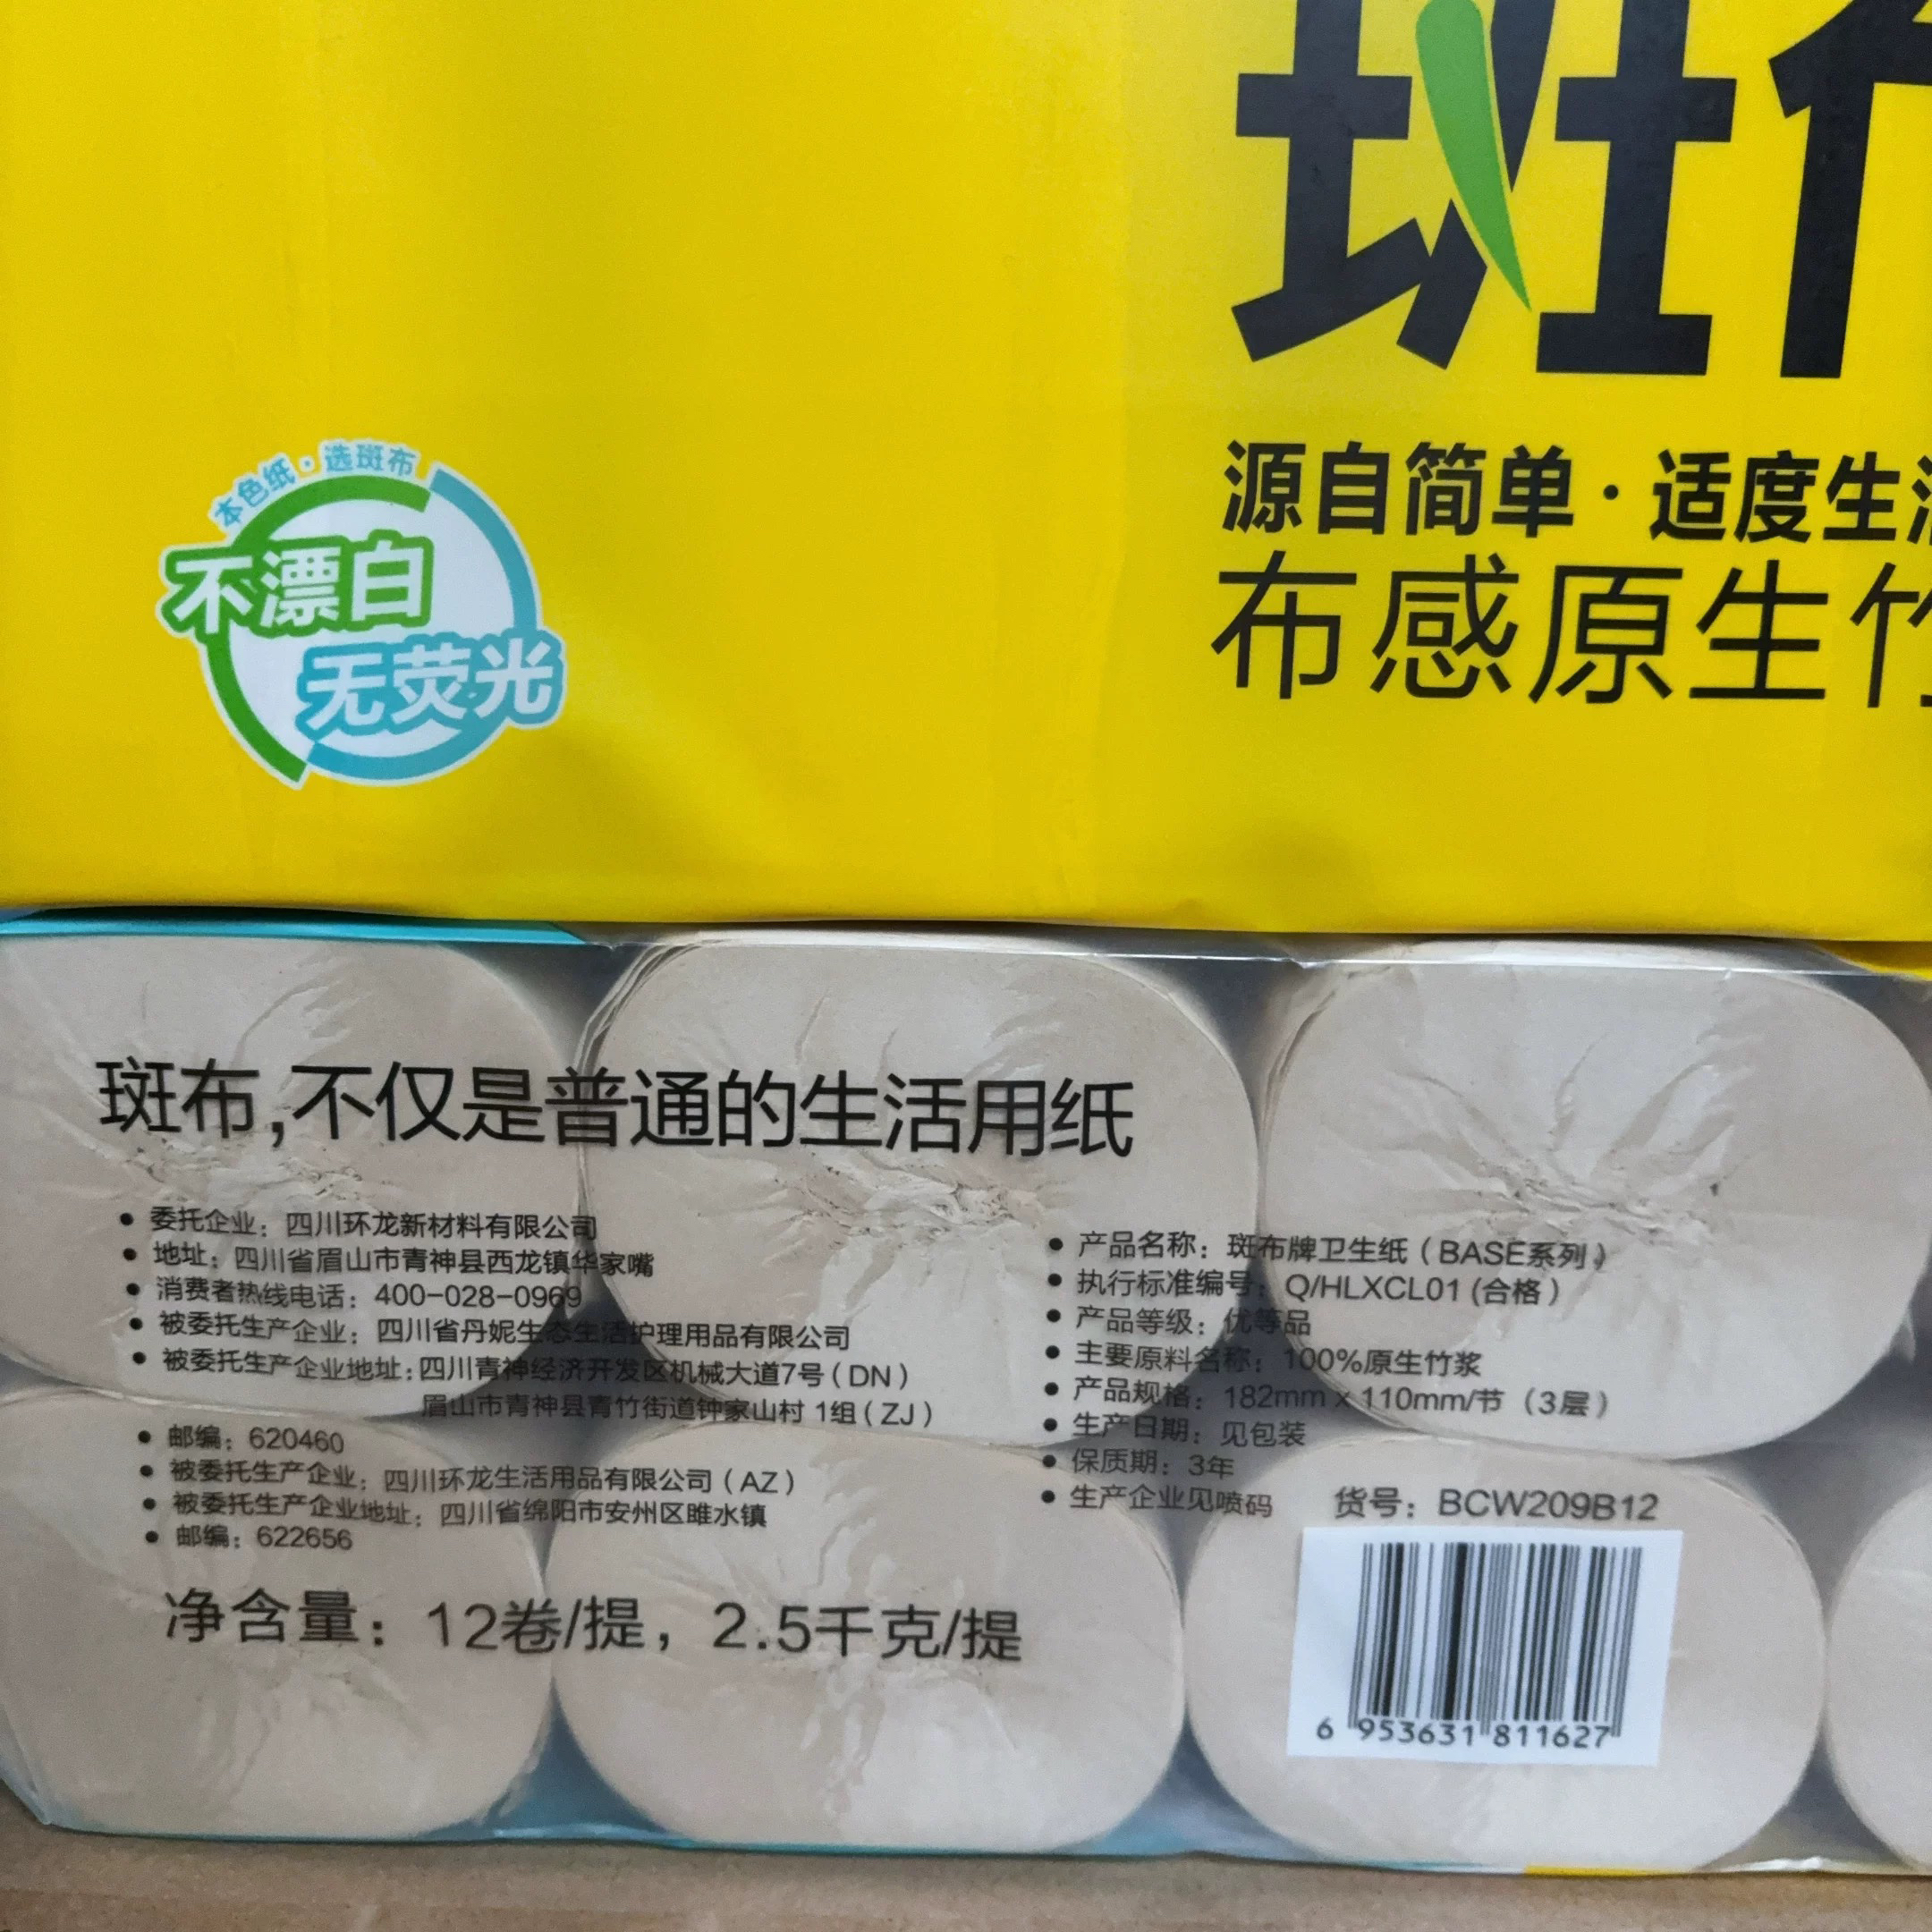 斑
源自简单·适度生
布感原生
本色纸·选斑布
不漂白
无荧光
斑布,不仅是普通的生活用纸
• 委托企业：四川环龙新材料有限公司
• 地址：四川省眉山市青神县西龙镇华家嘴
• 消费者热线电话：400-028-0969
• 被委托生产企业：四川省丹妮生态生活护理用品有限公司
• 被委托生产企业地址：四川青神经济开发区机械大道7号（DN）
眉山市青神县青竹街道钟家山村 1组（ZJ）
• 邮编：620460
• 被委托生产企业：四川环龙生活用品有限公司（AZ）
• 被委托生产企业地址：四川省绵阳市安州区雎水镇
• 邮编：622656
净含量：12卷/提，2.5千克/提
• 产品名称：斑布牌卫生纸（BASE系列）
• 执行标准编号：Q/HLXCL01 (合格）
• 产品等级：优等品
• 主要原料名称：100%原生竹浆
• 产品规格：182mm x 110mm/节（3层）
• 生产日期：见包装
• 保质期：3年
• 生产企业见喷码
货号：BCW209B12
6 953631 811627